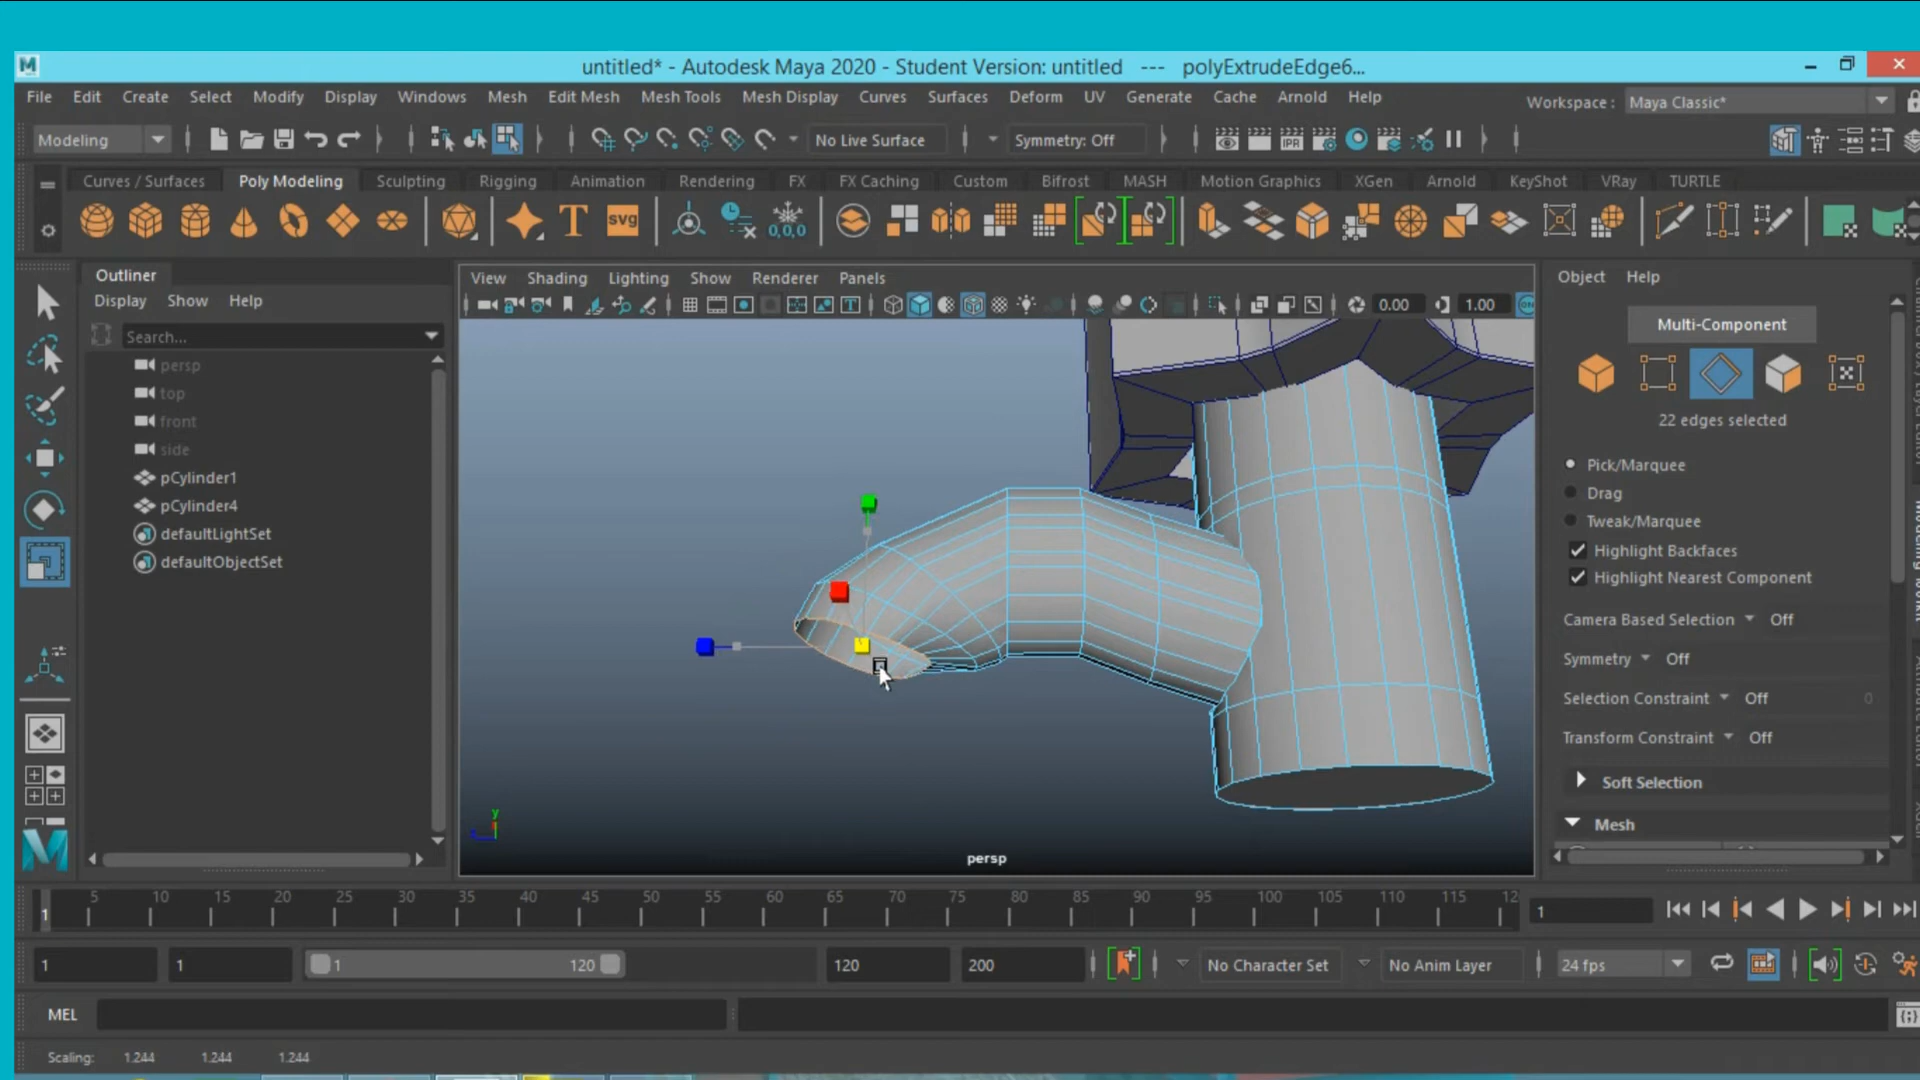 untitled* - Autodesk Maya 2020 - Student Version: untitled --- polyExtrudeEdge6...
File Edit Create Select Modify Display Windows Mesh Edit Mesh Mesh Tools Mesh Display Curves Surfaces Deform UV Generate Cache Arnold Help
Workspace : Maya Classic*
Modeling No Live Surface Symmetry: Off
IPR
Curves / Surfaces Poly Modeling Sculpting Rigging Animation Rendering FX FX Caching Custom Bifrost MASH Motion Graphics XGen Arnold KeyShot VRay TURTLE
T svg 0,0,0
Outliner
Display Show Help
Search...
persp
top
front
side
pCylinder1
pCylinder4
defaultLightSet
defaultObjectSet
View Shading Lighting Show Renderer Panels
0.00 1.00
y
persp
Object Help
Multi-Component
22 edges selected
Pick/Marquee
Drag
Tweak/Marquee
Highlight Backfaces
Highlight Nearest Component
Camera Based Selection Off
Symmetry Off
Selection Constraint Off 0
Transform Constraint Off
Soft Selection
Mesh
1 5 10 15 20 25 30 35 40 45 50 55 60 65 70 75 80 85 90 95 100 105 110 115 12
1
1 1 1 120 120 200 No Character Set No Anim Layer 24 fps
MEL
Scaling: 1.244 1.244 1.244